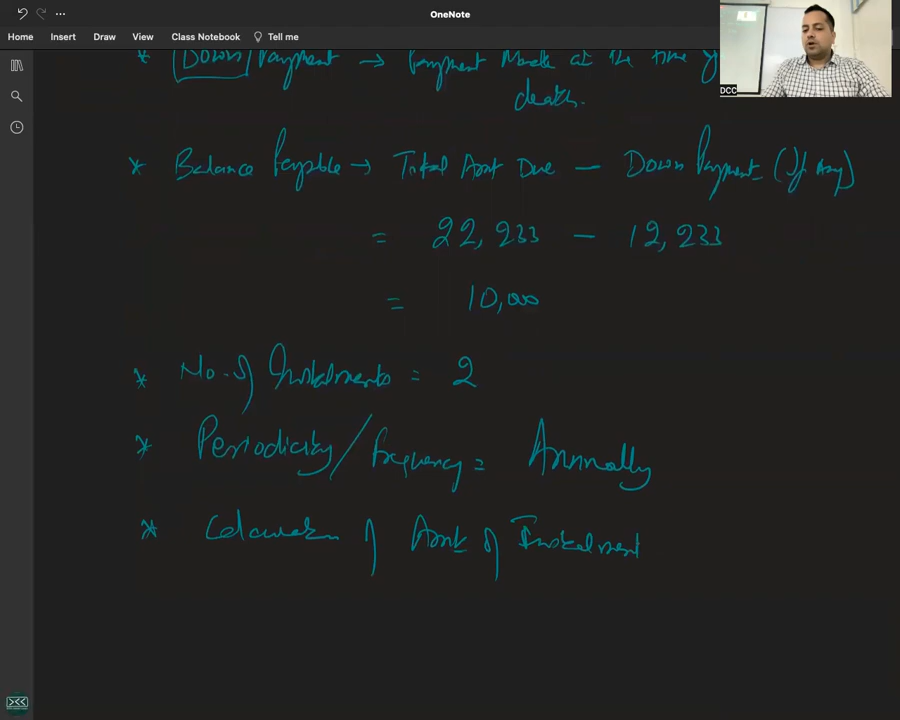 OneNote
Home Insert Draw View Class Notebook Tell me
DCC
* Down Payment → Payment Made at the time
death.
* Balance Payable → Total Amt Due — Down Payment (If Any)
= 22,233 — 12,233
= 10,000
* No. of Instalments = 2
* Periodicity / frequency = Annually
* of Amt of Instalment